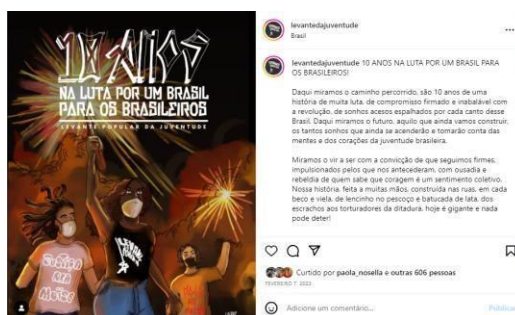 10 ANOS
NA LUTA POR UM BRASIL
PARA OS BRASILEIROS
LEVANTE POPULAR DA JUVENTUDE
levantedajuventude
Brasil
levantedajuventude 10 ANOS NA LUTA POR UM BRASIL PARA
OS BRASILEIROS!
Daqui miramos o caminho percorrido, são 10 anos de uma
história de muita luta, de compromisso firmado e inabalável com
a revolução, de sonhos acesos espalhados por cada canto desse
Brasil. Daqui miramos o futuro, aquilo que ainda vamos construir,
os tantos sonhos que ainda se acenderão e tomarão conta das
mentes e dos corações da juventude brasileira.
Miramos o vir a ser com a convicção de que seguimos firmes,
impulsionados pelos que nos antecederam, com ousadia e
rebeldia de quem sabe que coragem é um sentimento coletivo.
Nossa história, feita a muitas mãos, construída nas ruas, em cada
beco e viela, de lencinho no pescoço e batucada de lata, dos
escrachos aos torturadores da ditadura, hoje é gigante e nada
pode deter!
Curtido por paola_nosella e outras 606 pessoas
FEVEREIRO 7, 2022
Adicione um comentário...
Publicar